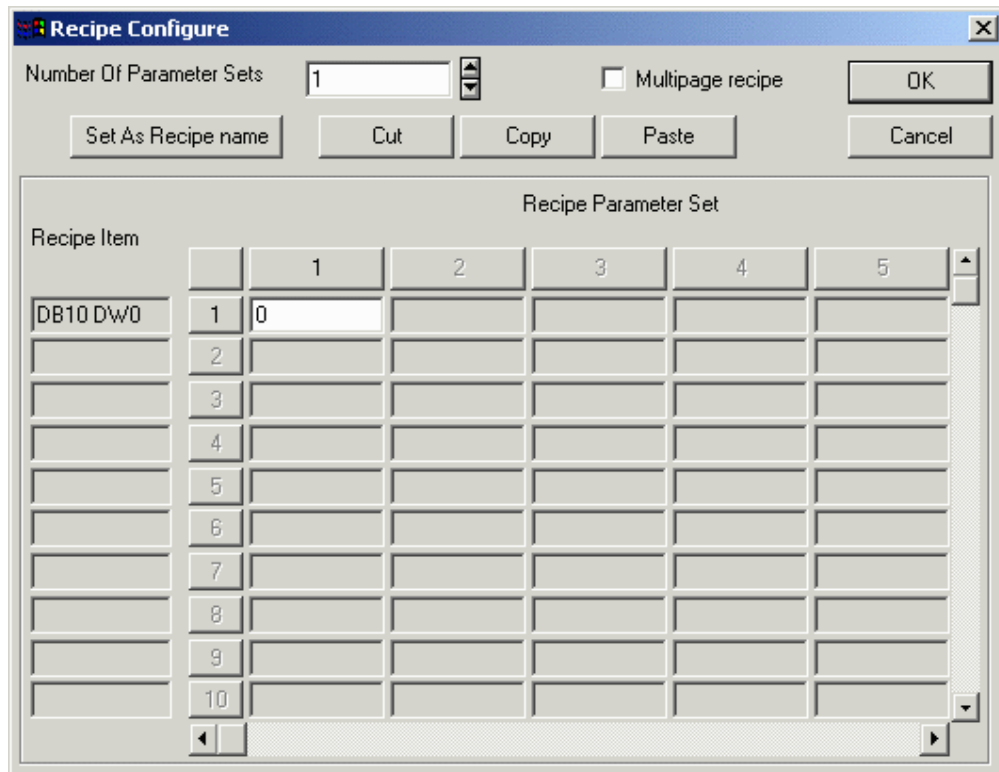 Recipe Configure
Number Of Parameter Sets 1 Multipage recipe OK
Set As Recipe name Cut Copy Paste Cancel
Recipe Parameter Set
Recipe Item
1 2 3 4 5
DB10 DW0 1 0
2
3
4
5
6
7
8
9
10